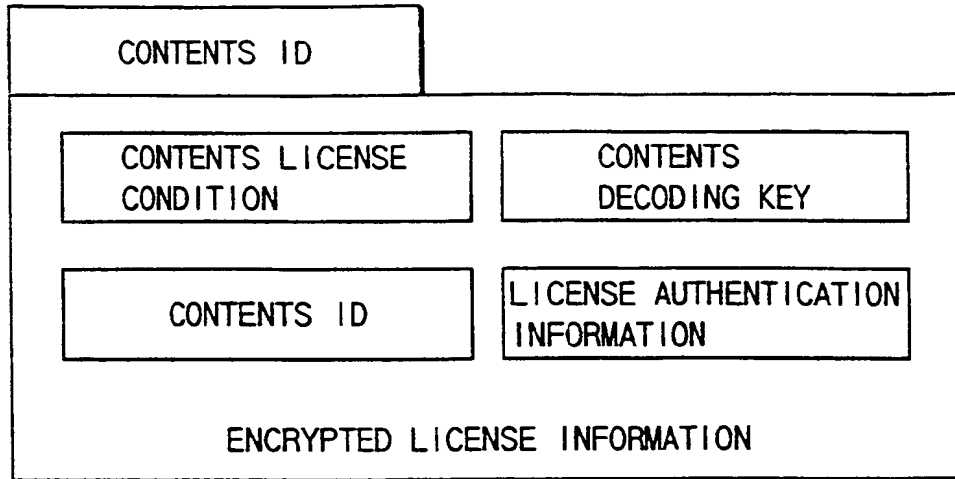 CONTENTS ID
CONTENTS LICENSE
CONDITION
CONTENTS
DECODING KEY
CONTENTS ID
LICENSE AUTHENTICATION
INFORMATION
ENCRYPTED LICENSE INFORMATION